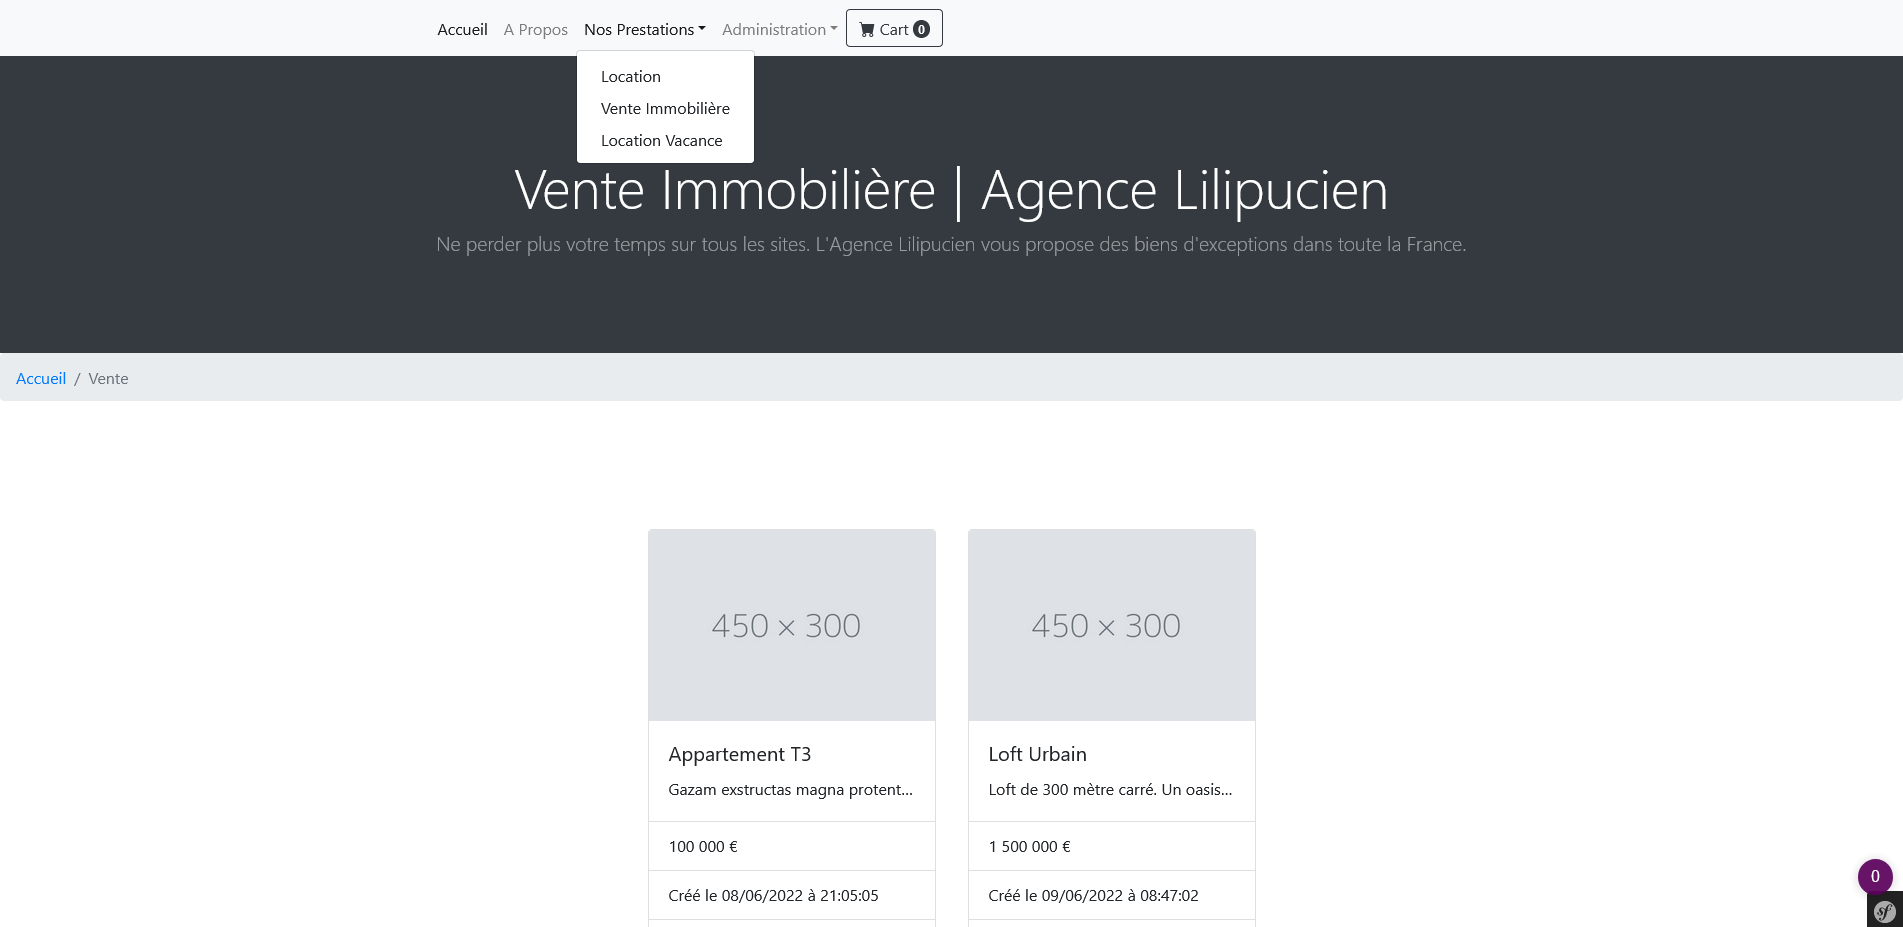 Accueil A Propos Nos Prestations Administration Cart 0
Location
Vente Immobilière
Location Vacance
Vente Immobilière | Agence Lilipucien
Ne perder plus votre temps sur tous les sites. L'Agence Lilipucien vous propose des biens d'exceptions dans toute la France.
Accueil / Vente
450 × 300
Appartement T3
Gazam exstructas magna protent...
100 000 €
Créé le 08/06/2022 à 21:05:05
450 × 300
Loft Urbain
Loft de 300 mètre carré. Un oasis...
1 500 000 €
Créé le 09/06/2022 à 08:47:02
0
sf